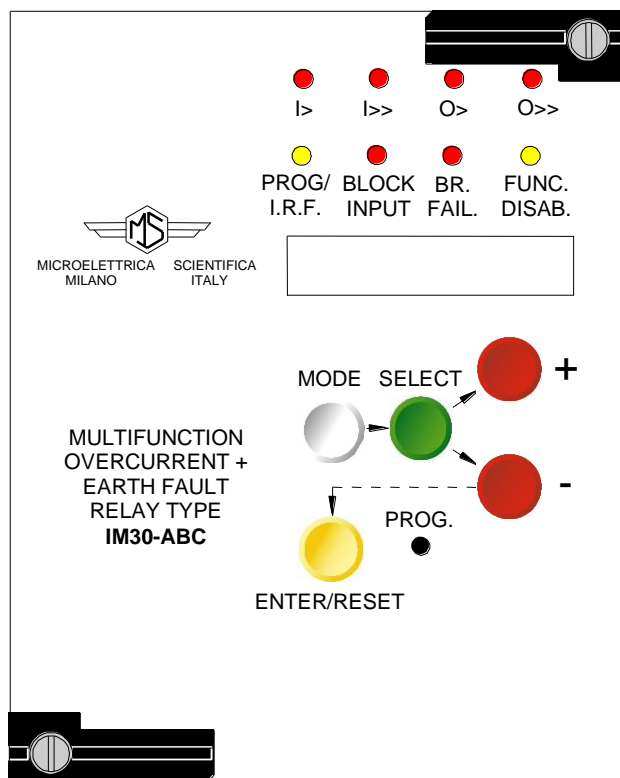 I> I>> O> O>>
PROG/ BLOCK BR. FUNC.
I.R.F. INPUT FAIL. DISAB.
MS
MICROELETTRICA SCIENTIFICA
MILANO ITALY
MODE SELECT +
MULTIFUNCTION
OVERCURRENT +
EARTH FAULT
RELAY TYPE
IM30-ABC
-
PROG.
ENTER/RESET